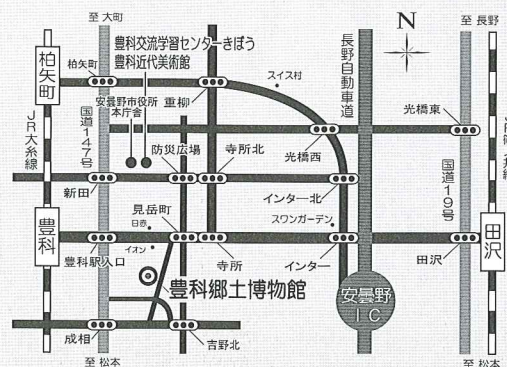 至 大町
N
至 長野
豊科交流学習センターきぼう
豊科近代美術館
柏矢町
柏矢町
重柳
スイス村
長野自動車道
安曇野市役所
本庁舎
国道147号
JR大糸線
光橋東
光橋西
防災広場
寺所北
新田
インター北
国道19号
見岳町
日赤
イオン
スワンガーデン
豊科
豊科駅入口
寺所
インター
田沢
田沢
豊科郷土博物館
安曇野
IC
成相
吉野北
至 松本
至 松本